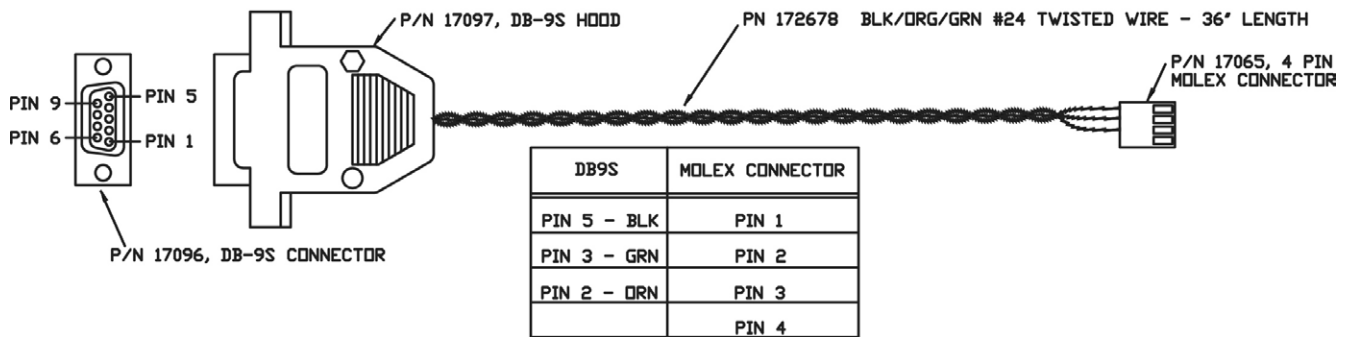 P/N 17097, DB-9S HOOD
PN 172678 BLK/ORG/GRN #24 TWISTED WIRE - 36" LENGTH
P/N 17065, 4 PIN
MOLEX CONNECTOR
PIN 9
PIN 5
PIN 6
PIN 1
P/N 17096, DB-9S CONNECTOR
DB9S MOLEX CONNECTOR
PIN 5 - BLK PIN 1
PIN 3 - GRN PIN 2
PIN 2 - ORN PIN 3
PIN 4